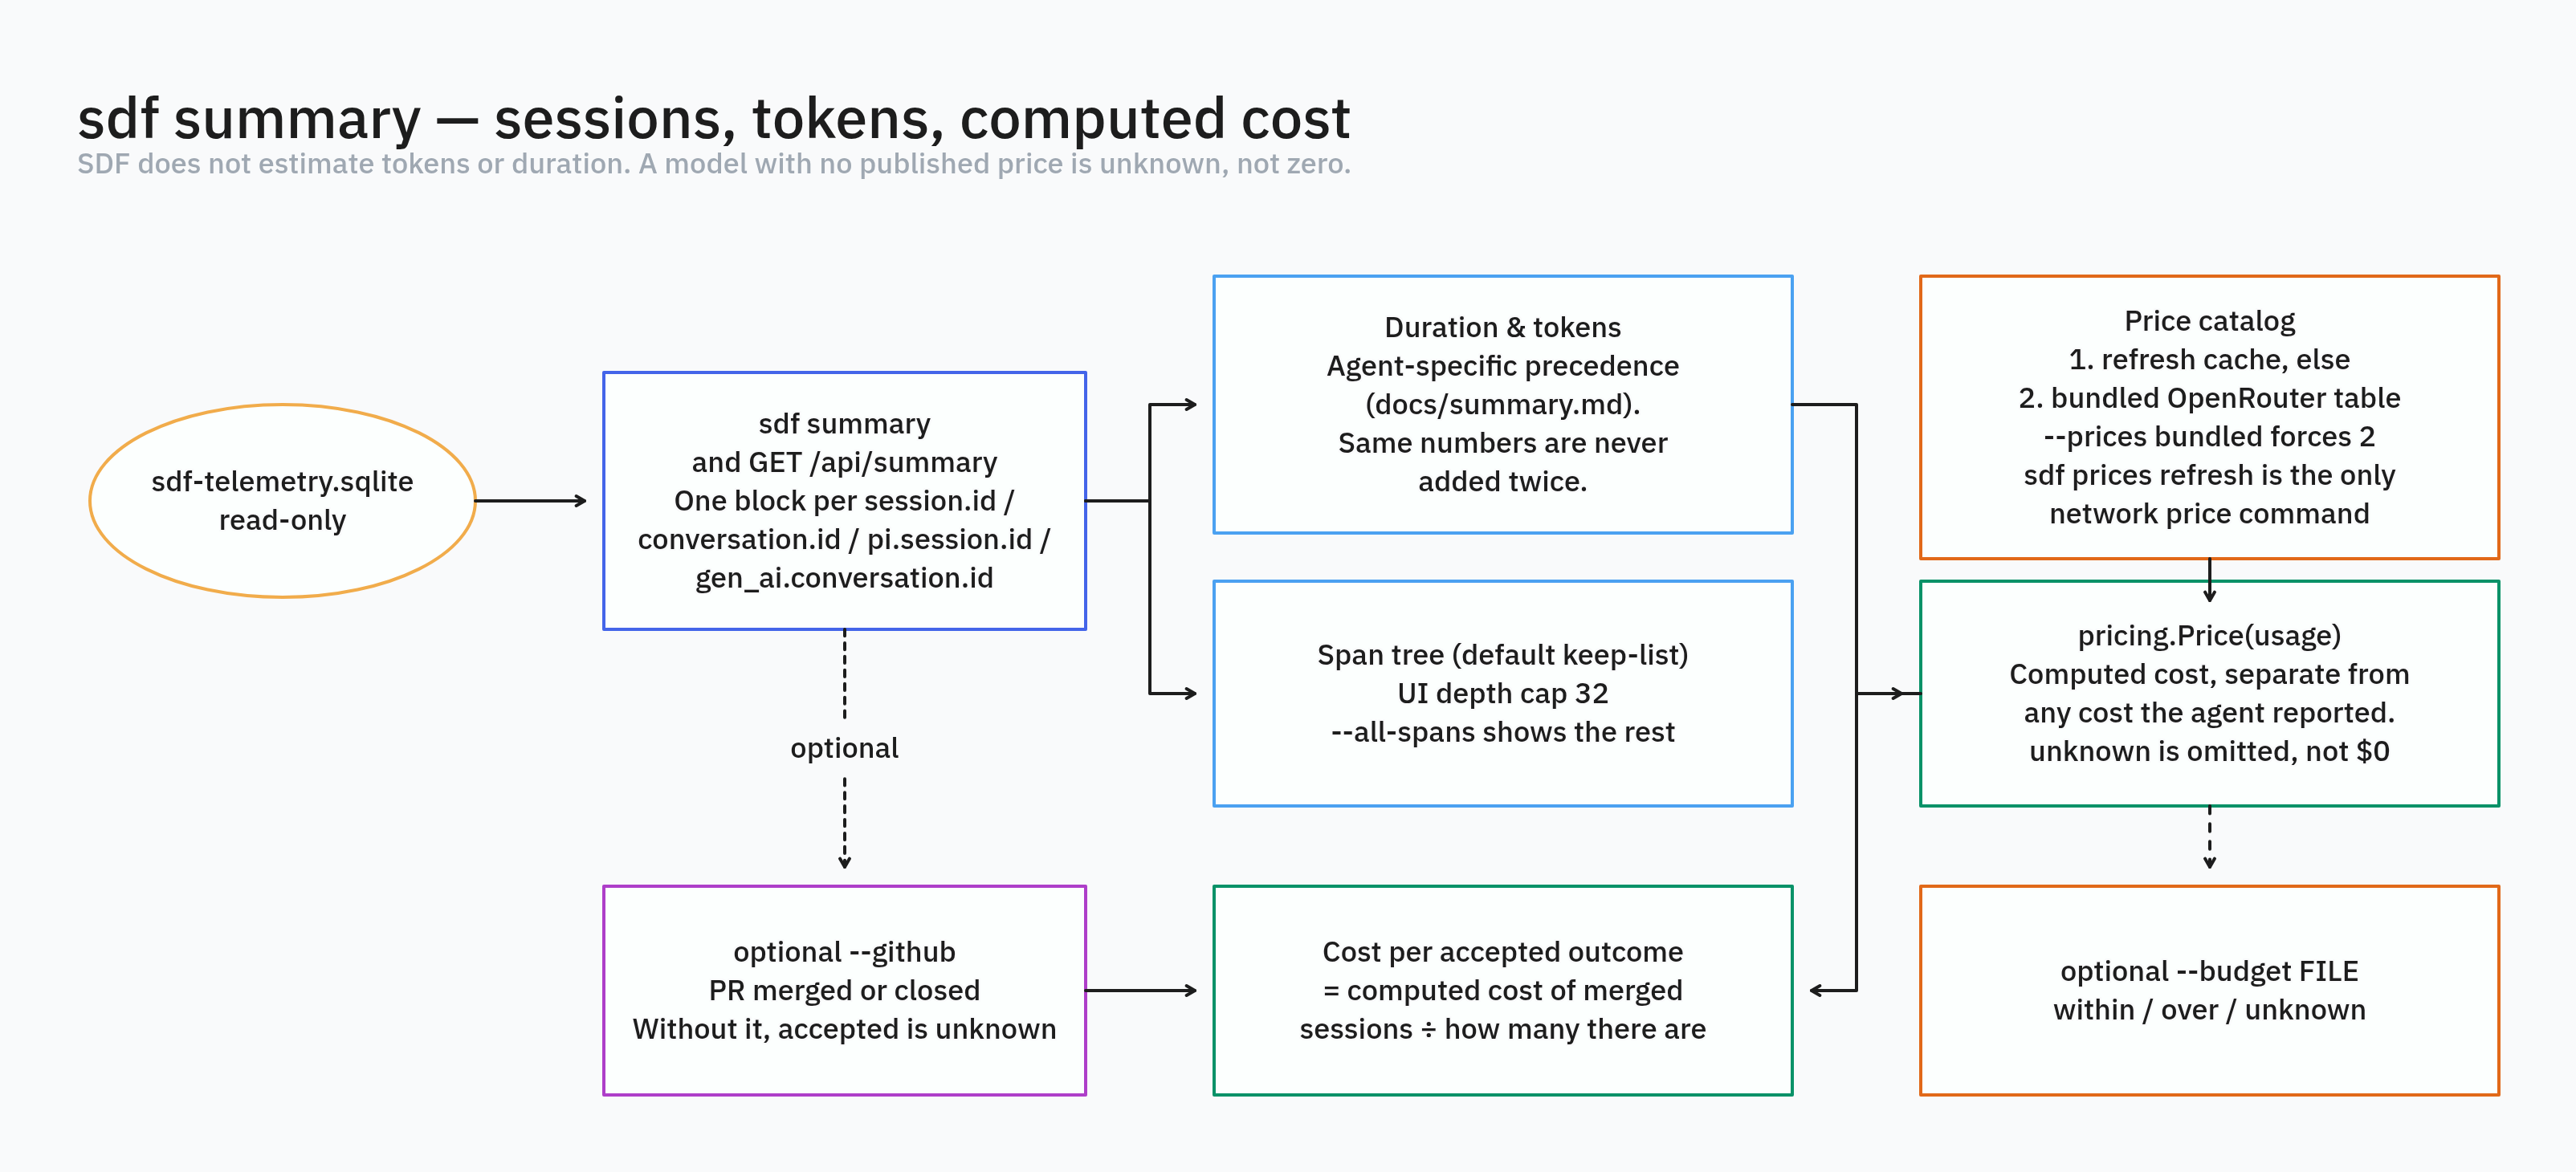 sdf summary — sessions, tokens, computed cost
SDF does not estimate tokens or duration. A model with no published price is unknown, not zero.
sdf-telemetry.sqlite
read-only
sdf summary
and GET /api/summary
One block per session.id /
conversation.id / pi.session.id /
gen_ai.conversation.id
optional
Duration & tokens
Agent-specific precedence
(docs/summary.md).
Same numbers are never
added twice.
Span tree (default keep-list)
UI depth cap 32
--all-spans shows the rest
Price catalog
1. refresh cache, else
2. bundled OpenRouter table
--prices bundled forces 2
sdf prices refresh is the only
network price command
pricing.Price(usage)
Computed cost, separate from
any cost the agent reported.
unknown is omitted, not $0
optional --github
PR merged or closed
Without it, accepted is unknown
Cost per accepted outcome
= computed cost of merged
sessions ÷ how many there are
optional --budget FILE
within / over / unknown